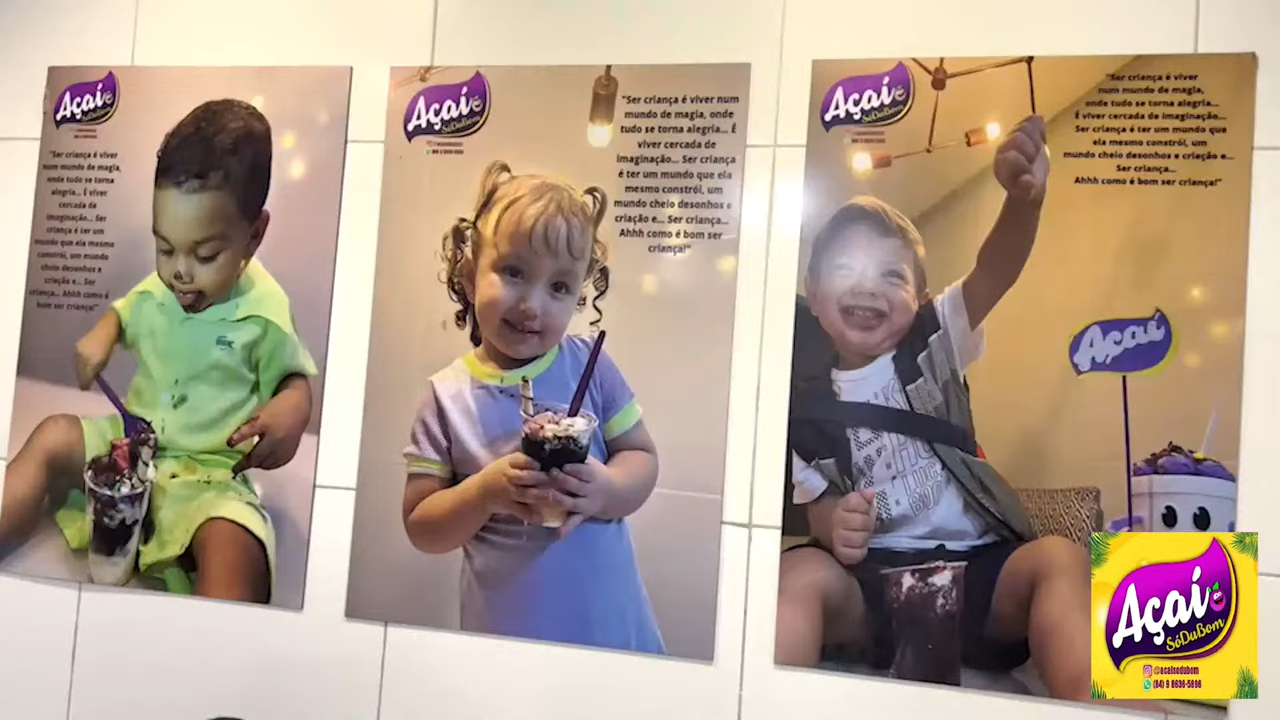 Açaí
SóDuBom
"Ser criança é viver
num mundo de magia,
onde tudo se torna
alegria... É viver
cercada de
imaginação... Ser
criança é ter um
mundo que ela mesmo
constrói, um mundo
cheio desonhos e
criação e... Ser
criança... Ahhh como é
bom ser criança!"
Açaí
SóDuBom
"Ser criança é viver num
mundo de magia, onde
tudo se torna alegria... É
viver cercada de
imaginação... Ser criança
é ter um mundo que ela
mesmo constrói, um
mundo cheio desonhos e
criação e... Ser criança...
Ahhh como é bom ser
criança!"
Açaí
SóDuBom
"Ser criança é viver
num mundo de magia,
onde tudo se torna alegria...
É viver cercada de imaginação...
Ser criança é ter um mundo que
ela mesmo constrói, um
mundo cheio desonhos e criação e...
Ser criança...
Ahhh como é bom ser criança!"
Açaí
Açaí
SóDuBom
@acaisodubom
(84) 9 8636-5896